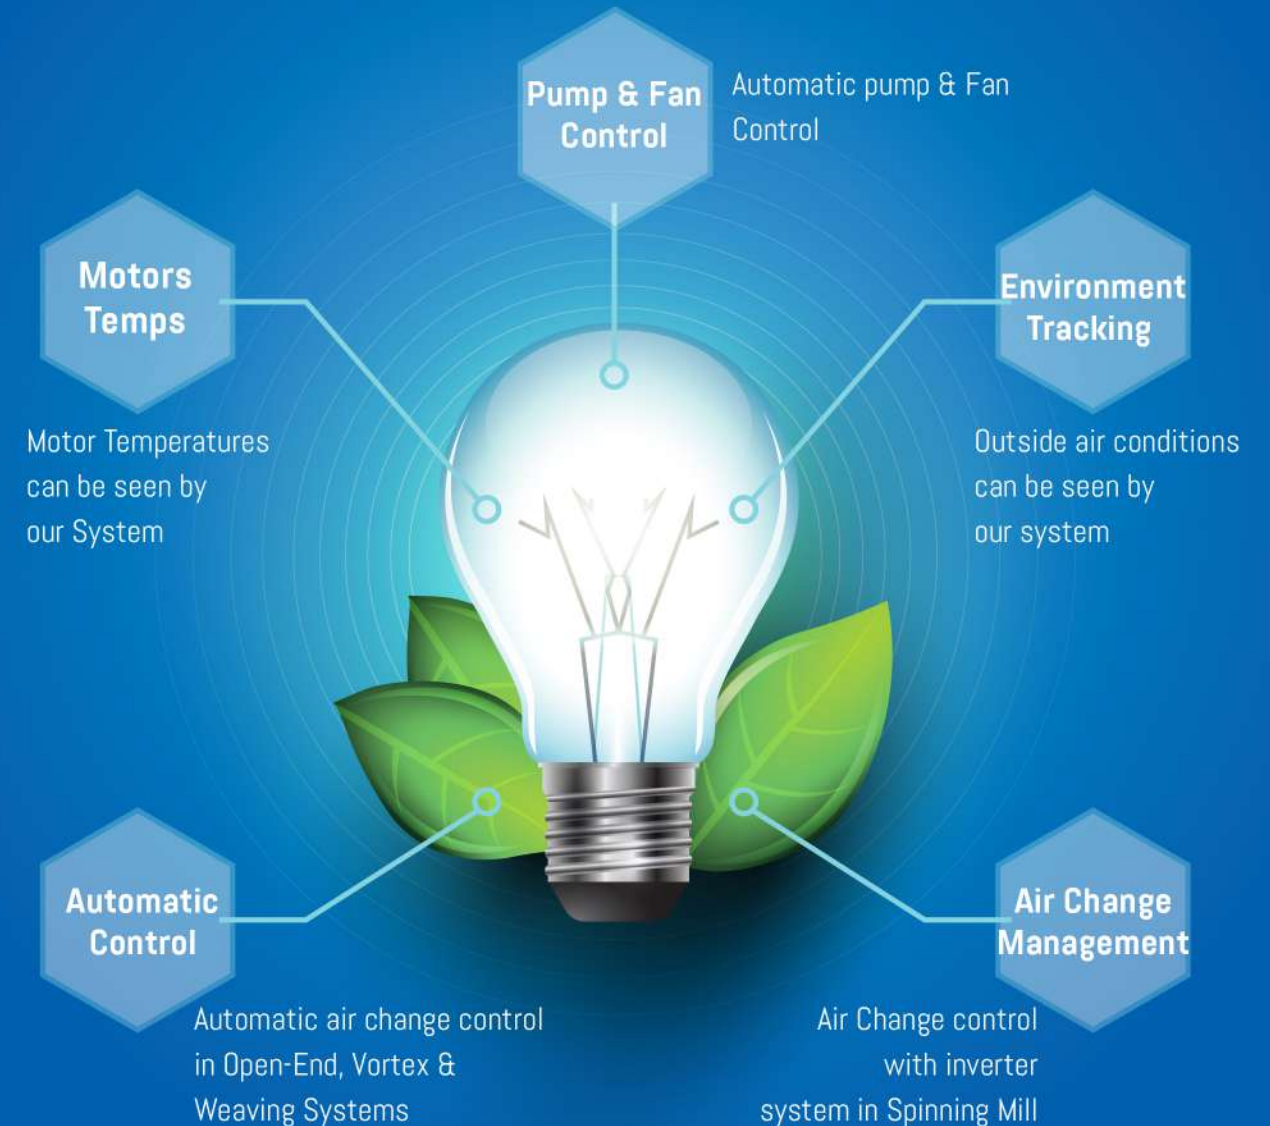 Pump & Fan
Control
Automatic pump & Fan
Control
Motors
Temps
Motor Temperatures
can be seen by
our System
Environment
Tracking
Outside air conditions
can be seen by
our system
Automatic
Control
Automatic air change control
in Open-End, Vortex &
Weaving Systems
Air Change
Management
Air Change control
with inverter
system in Spinning Mill